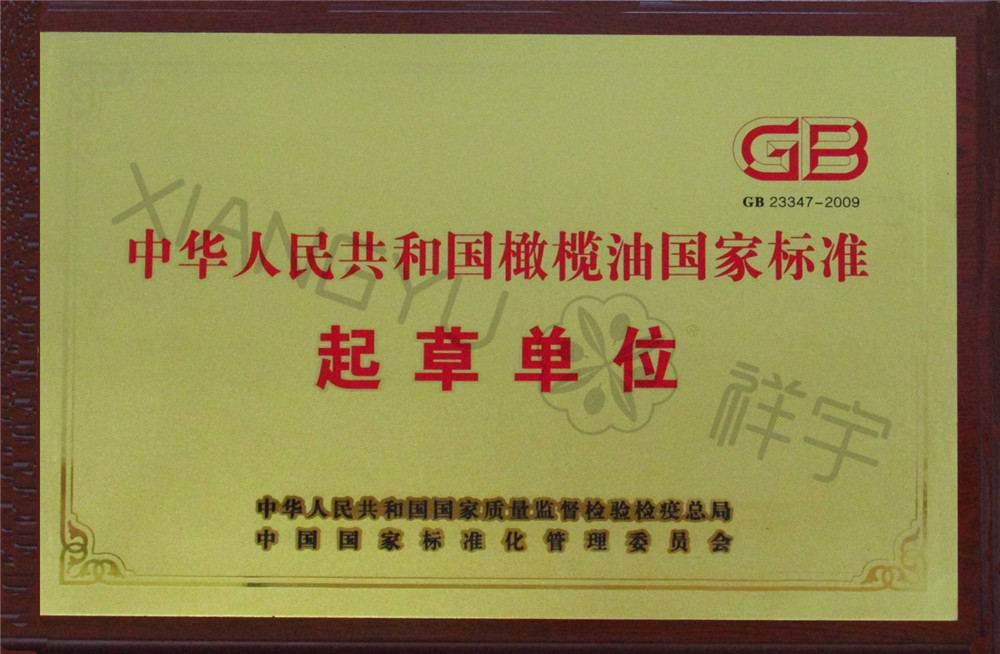 GB
GB 23347-2009
中华人民共和国橄榄油国家标准
起草单位
中华人民共和国国家质量监督检验检疫总局
中国国家标准化管理委员会
XIANGYU
®
祥宇